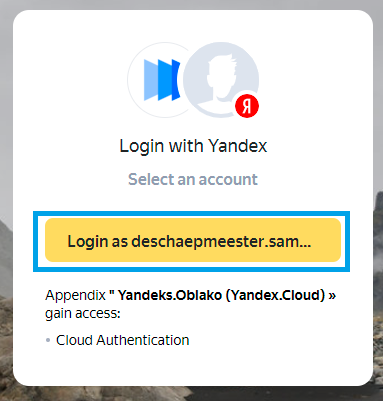 Я
Login with Yandex
Select an account
Login as deschaepmeester.sam...
Appendix " Yandeks.Oblako (Yandex.Cloud) »
gain access:
• Cloud Authentication